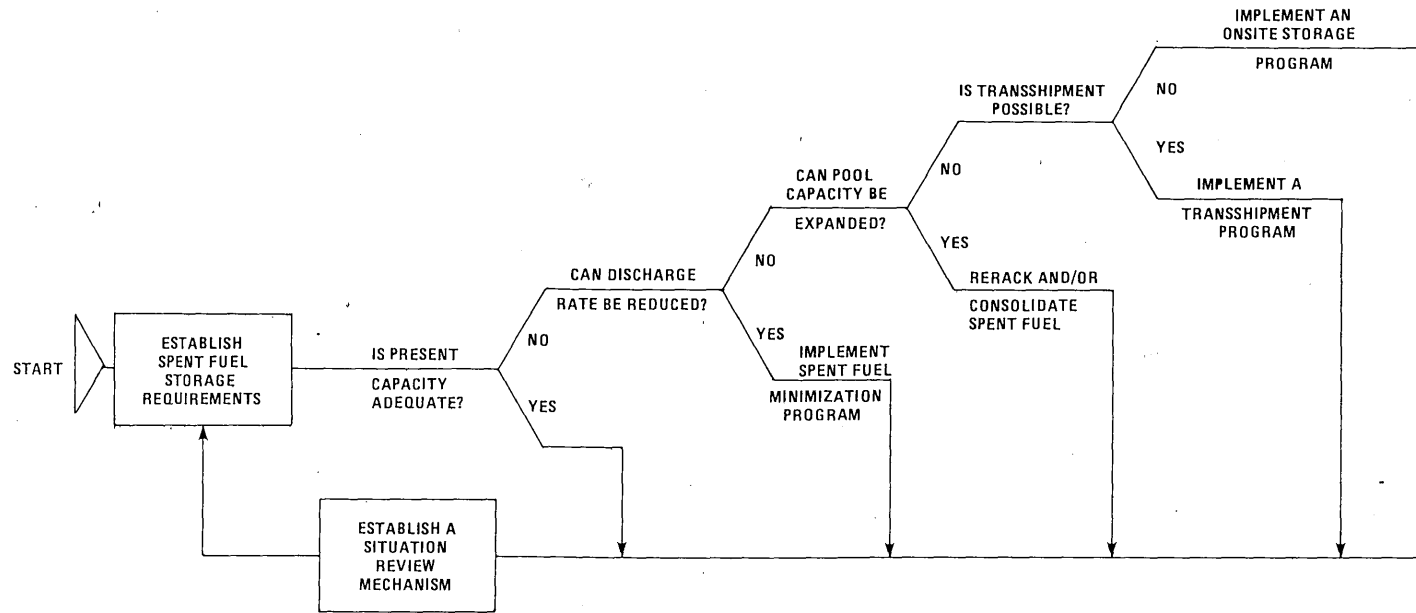 START
ESTABLISH
SPENT FUEL
STORAGE
REQUIREMENTS
IS PRESENT
CAPACITY
ADEQUATE?
NO
YES
CAN DISCHARGE
RATE BE REDUCED?
NO
YES
IMPLEMENT SPENT FUEL
MINIMIZATION
PROGRAM
CAN POOL
CAPACITY BE
EXPANDED?
NO
YES
RERACK AND/OR
CONSOLIDATE
SPENT FUEL
IS TRANSSHIPMENT
POSSIBLE?
NO
YES
IMPLEMENT AN
ONSITE STORAGE
PROGRAM
IMPLEMENT A
TRANSSHIPMENT
PROGRAM
ESTABLISH A
SITUATION
REVIEW
MECHANISM